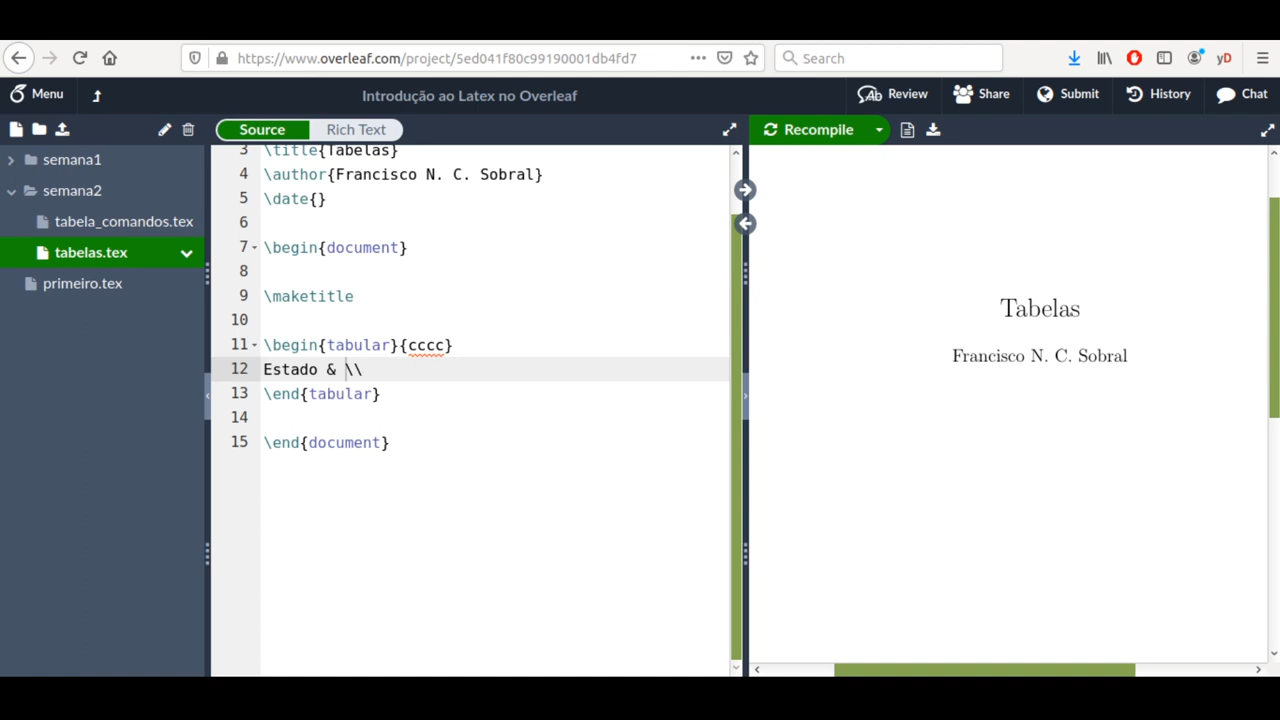 https://www.overleaf.com/project/5ed041f80c99190001db4fd7
Search
yD
Menu
Introdução ao Latex no Overleaf
Review
Share
Submit
History
Chat
Source
Rich Text
Recompile
semana1
semana2
tabela_comandos.tex
tabelas.tex
primeiro.tex
3 \title{Tabelas}
4 \author{Francisco N. C. Sobral}
5 \date{}
6
7 \begin{document}
8
9 \maketitle
10
11 \begin{tabular}{cccc}
12 Estado & \\
13 \end{tabular}
14
15 \end{document}
Tabelas
Francisco N. C. Sobral